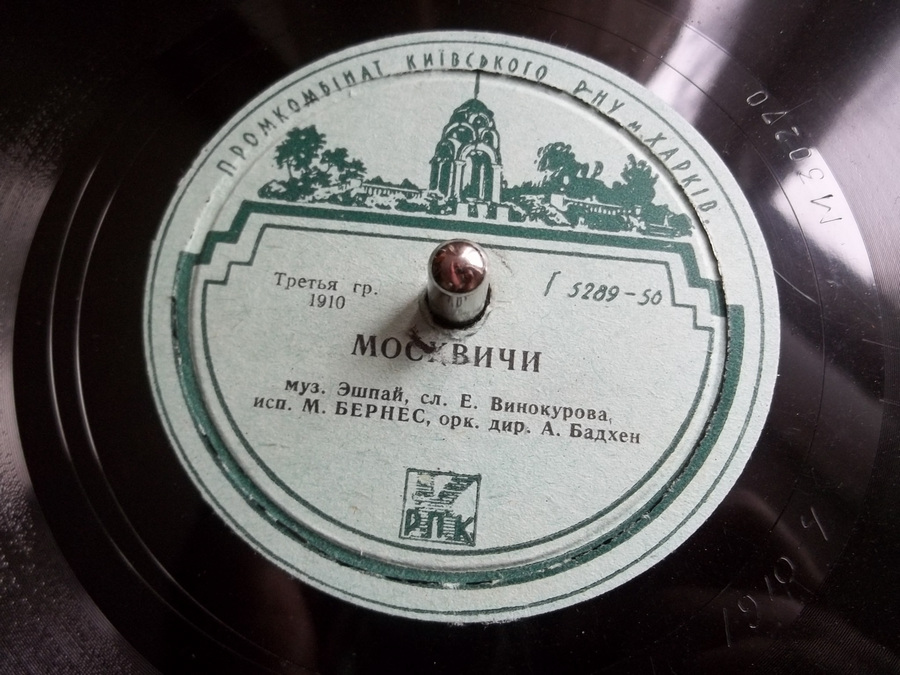 ПРОМКОМБІНАТ КИЇВСЬКОГО Р-НУ м. ХАРКІВ.
Третья гр.
1910
Г 5289-50
МОСКВИЧИ
муз. Эшпай, сл. Е. Винокурова,
исп. М. БЕРНЕС, орк. дир. А. Бадхен
РПК